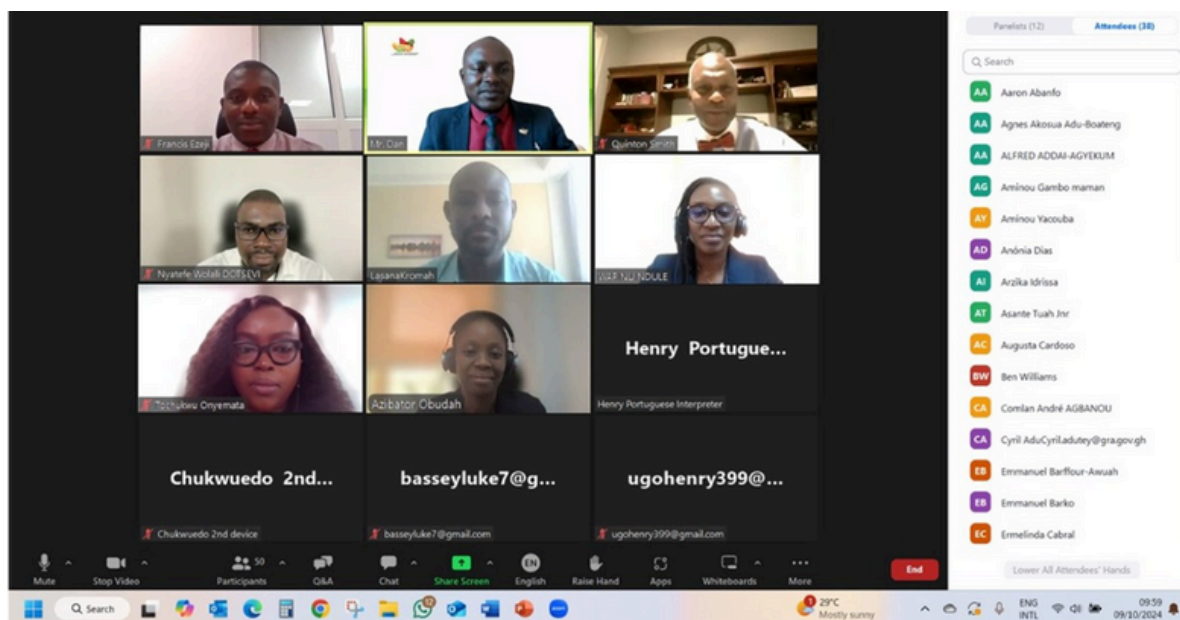 Francis Ezeji
Mr. Dan
Quinton Smith
Nyatefe Wolali DOTSEVI
LasanaKromah
Tochukwu Onyemata
Azibator Obudah
Henry Portugue...
Henry Portuguese Interpreter
Chukwuedo 2nd...
Chukwuedo 2nd device
basseyluke7@g...
basseyluke7@gmail.com
ugohenry399@...
ugohenry399@gmail.com
Panelists (12)
Attendees (38)
Search
AA Aaron Abanfo
AA Agnes Akosua Adu-Boateng
AA ALFRED ADDAI-AGYEKUM
AG Aminou Gambo maman
AY Aminou Yacouba
AD Anónia Dias
AI Arzika Idrissa
AT Asante Tuah Jnr
AC Augusta Cardoso
BW Ben Williams
CA Comlan André AGBANOU
CA Cyril AduCyril.adutey@gra.gov.gh
EB Emmanuel Barffour-Awuah
EB Emmanuel Barko
EC Ermelinda Cabral
Lower All Attendees' Hands
50
EN
Mute
Stop Video
Participants
Q&A
Chat
Share Screen
English
Raise Hand
Apps
Whiteboards
More
End
Search
12
1
29°C
Mostly sunny
ENG
INTL
09:59
09/10/2024